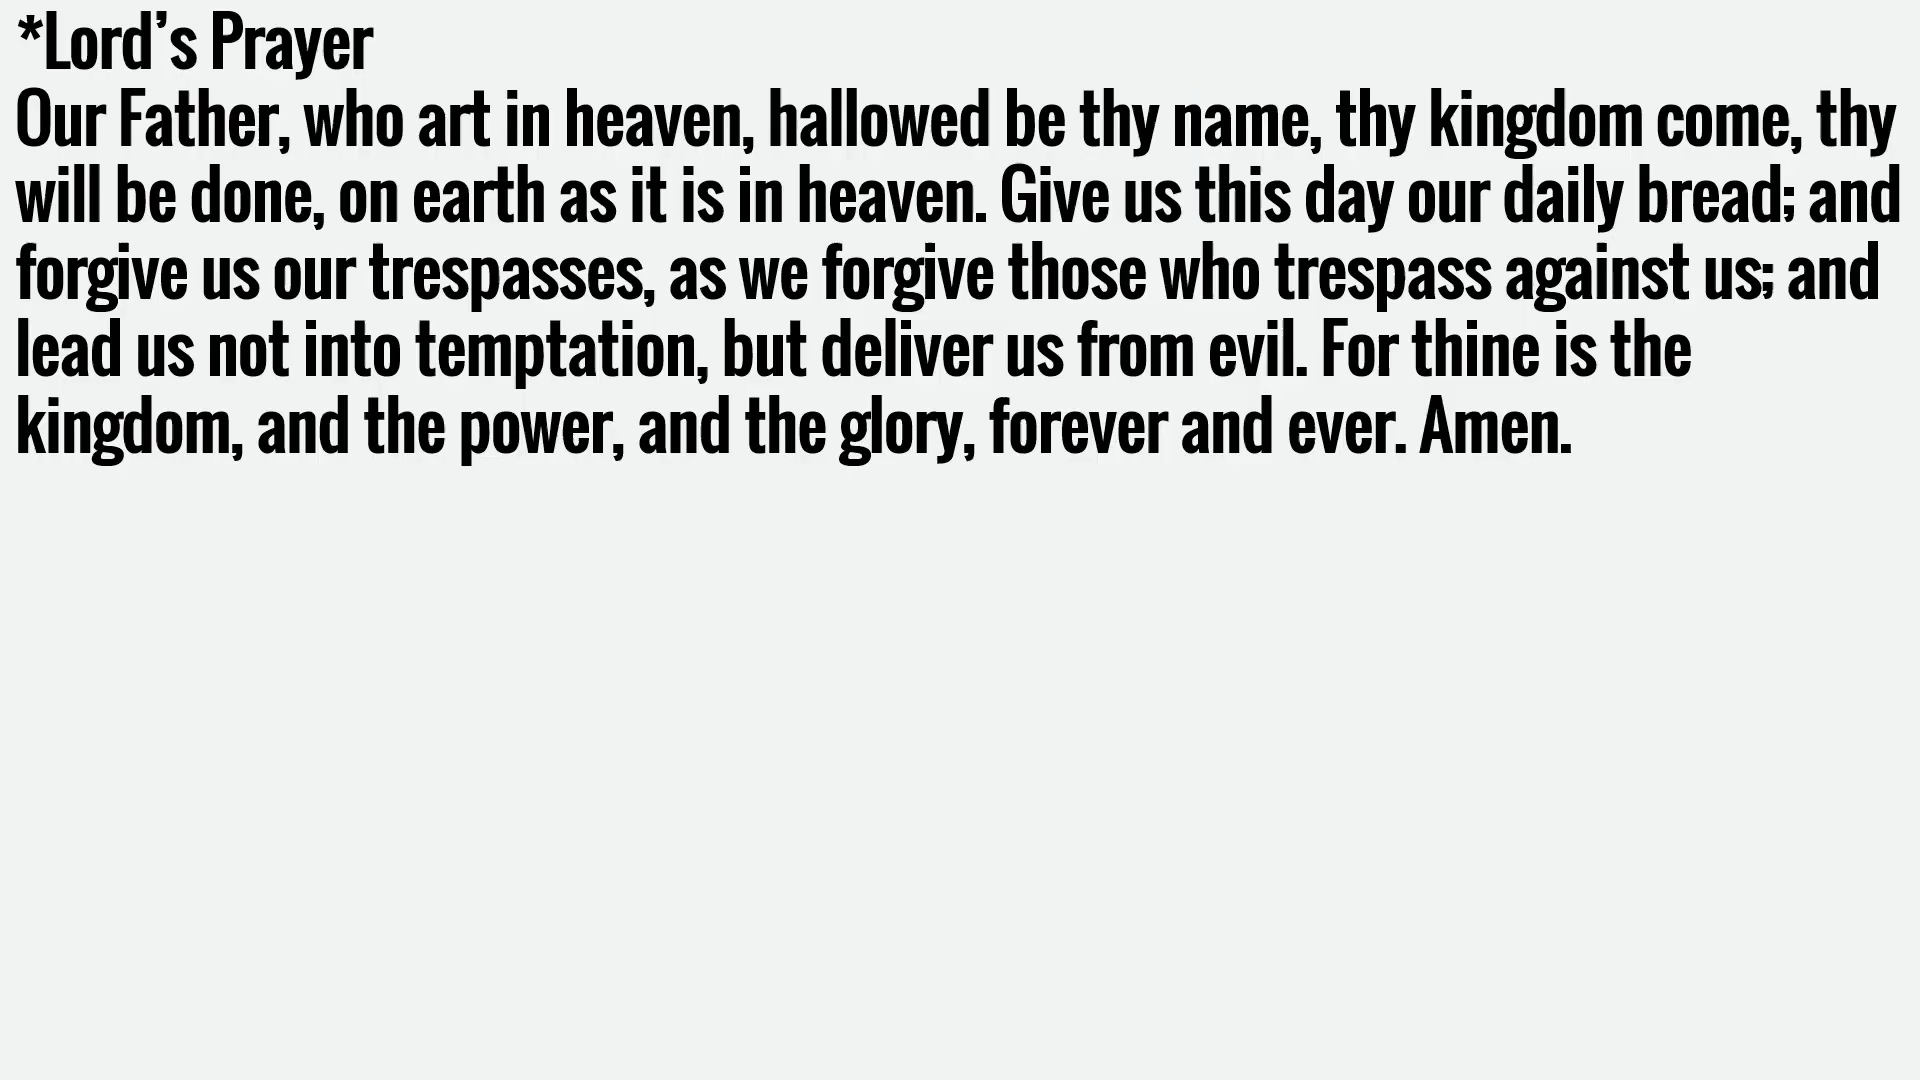 *Lord’s Prayer
Our Father, who art in heaven, hallowed be thy name, thy kingdom come, thy
will be done, on earth as it is in heaven. Give us this day our daily bread; and
forgive us our trespasses, as we forgive those who trespass against us; and
lead us not into temptation, but deliver us from evil. For thine is the
kingdom, and the power, and the glory, forever and ever. Amen.